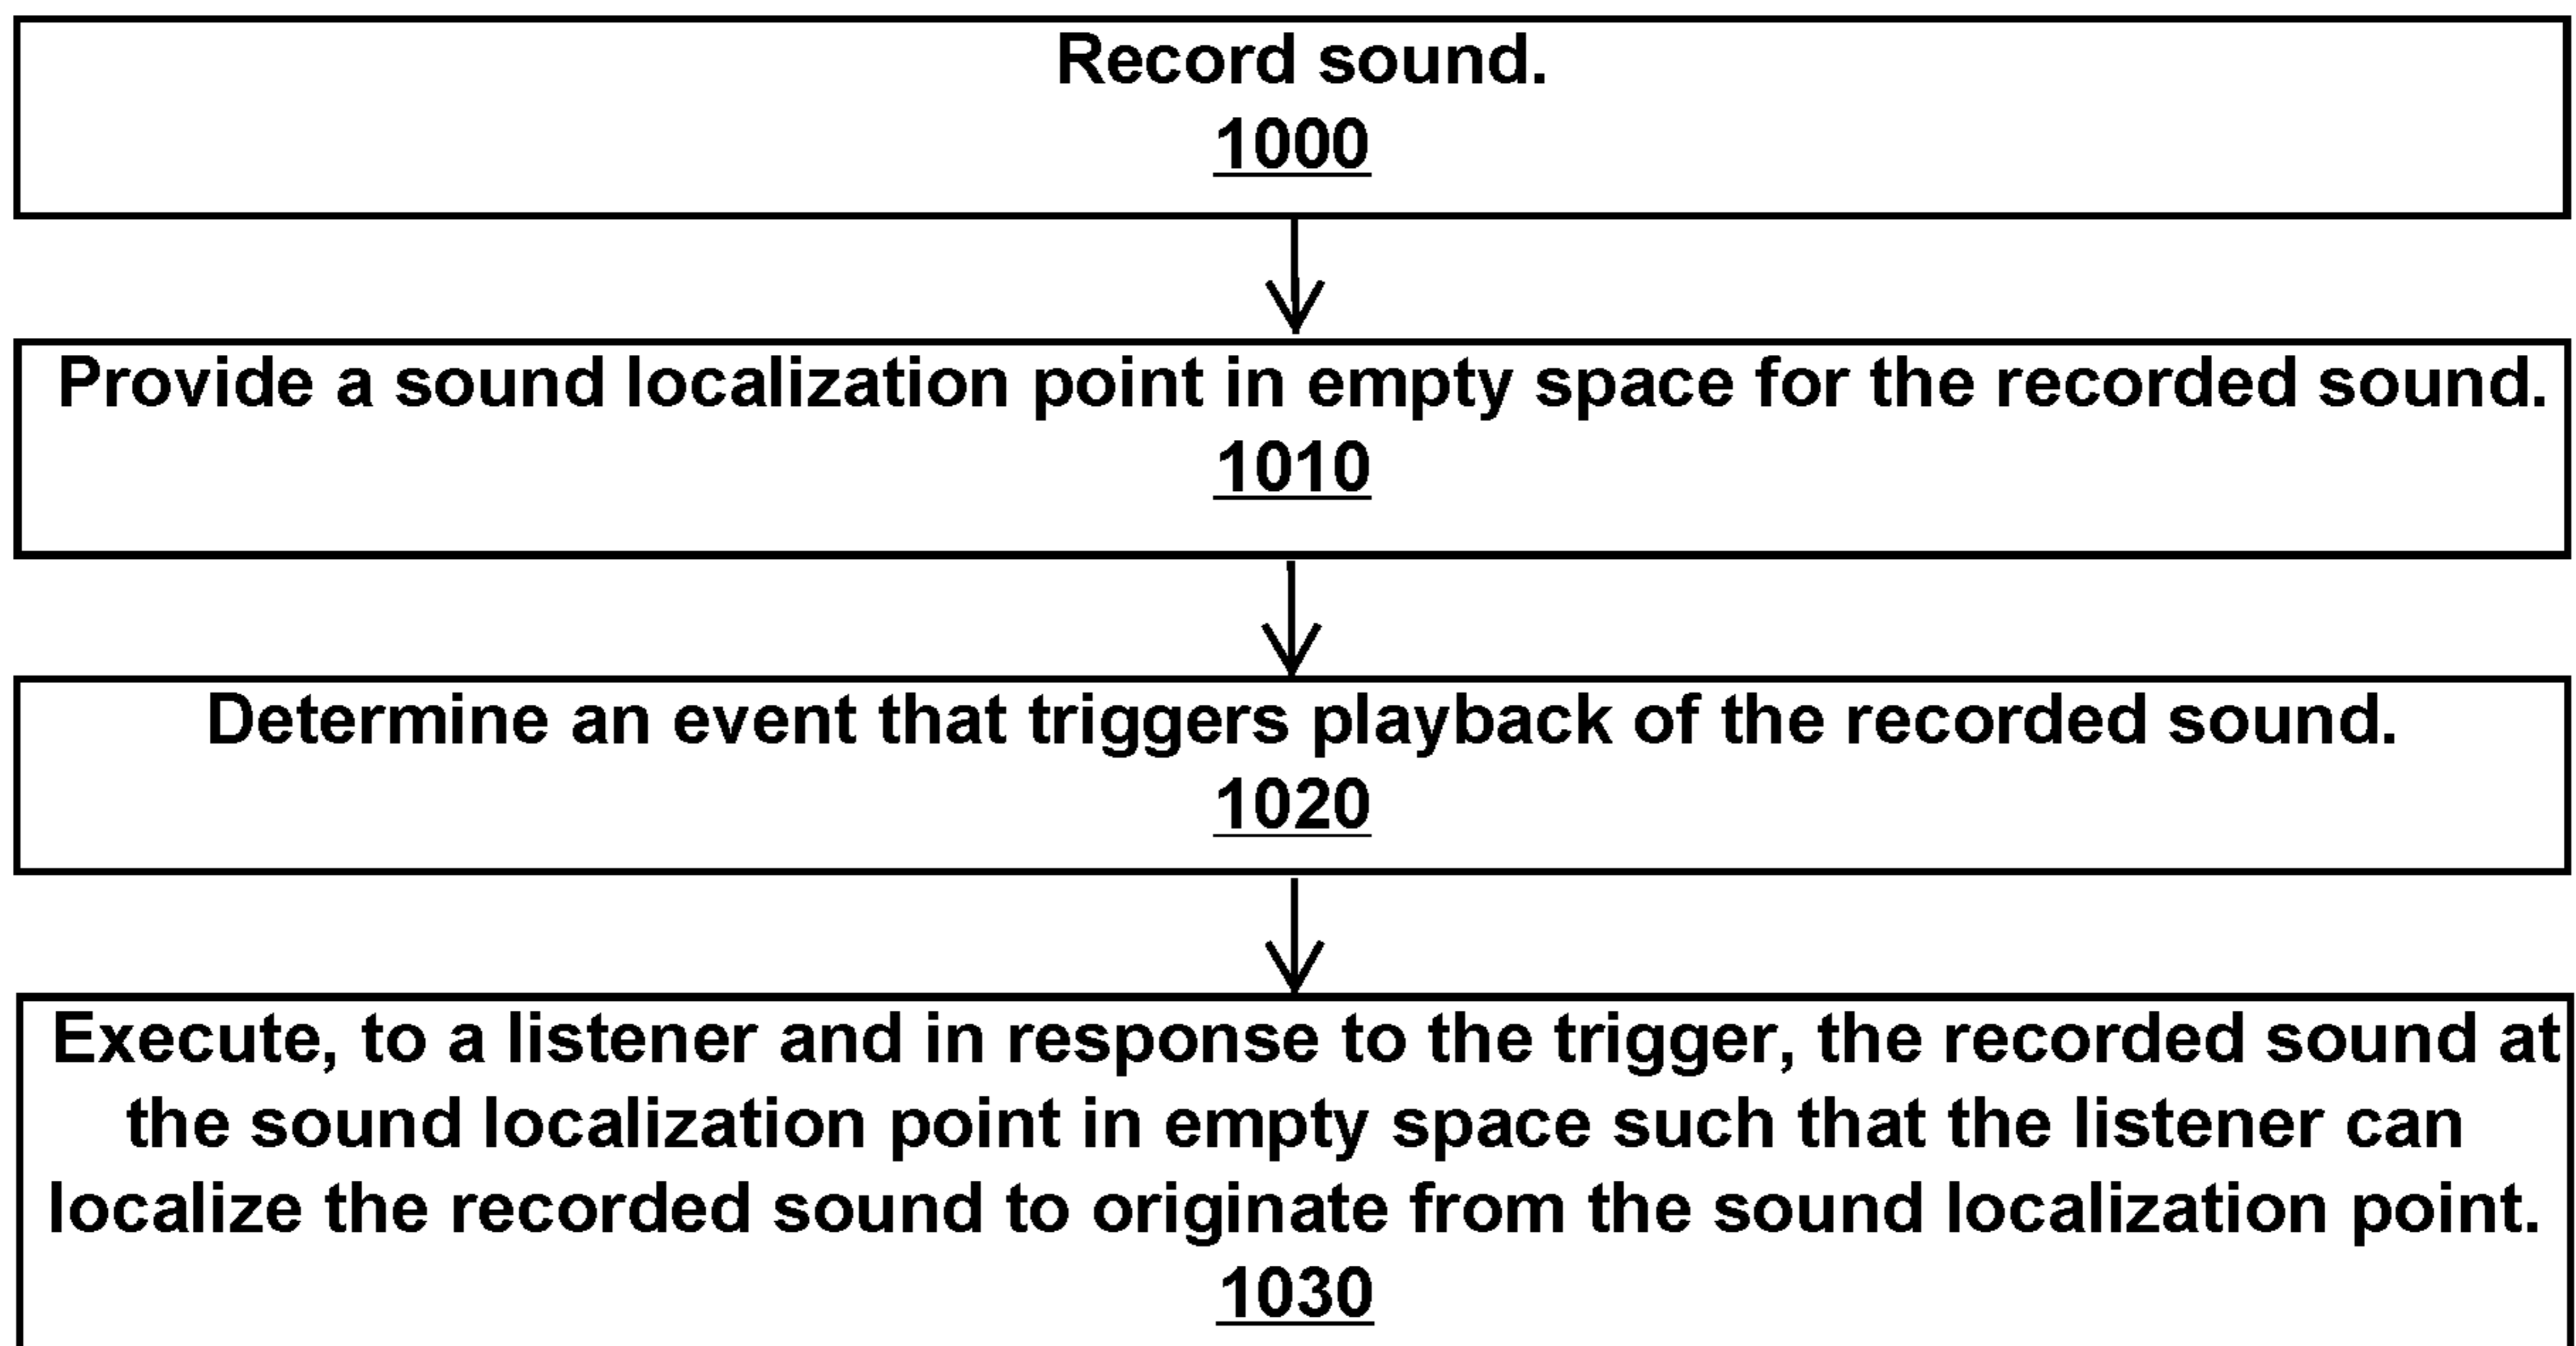 Record sound.
1000
Provide a sound localization point in empty space for the recorded sound.
1010
Determine an event that triggers playback of the recorded sound.
1020
Execute, to a listener and in response to the trigger, the recorded sound at
the sound localization point in empty space such that the listener can
localize the recorded sound to originate from the sound localization point.
1030